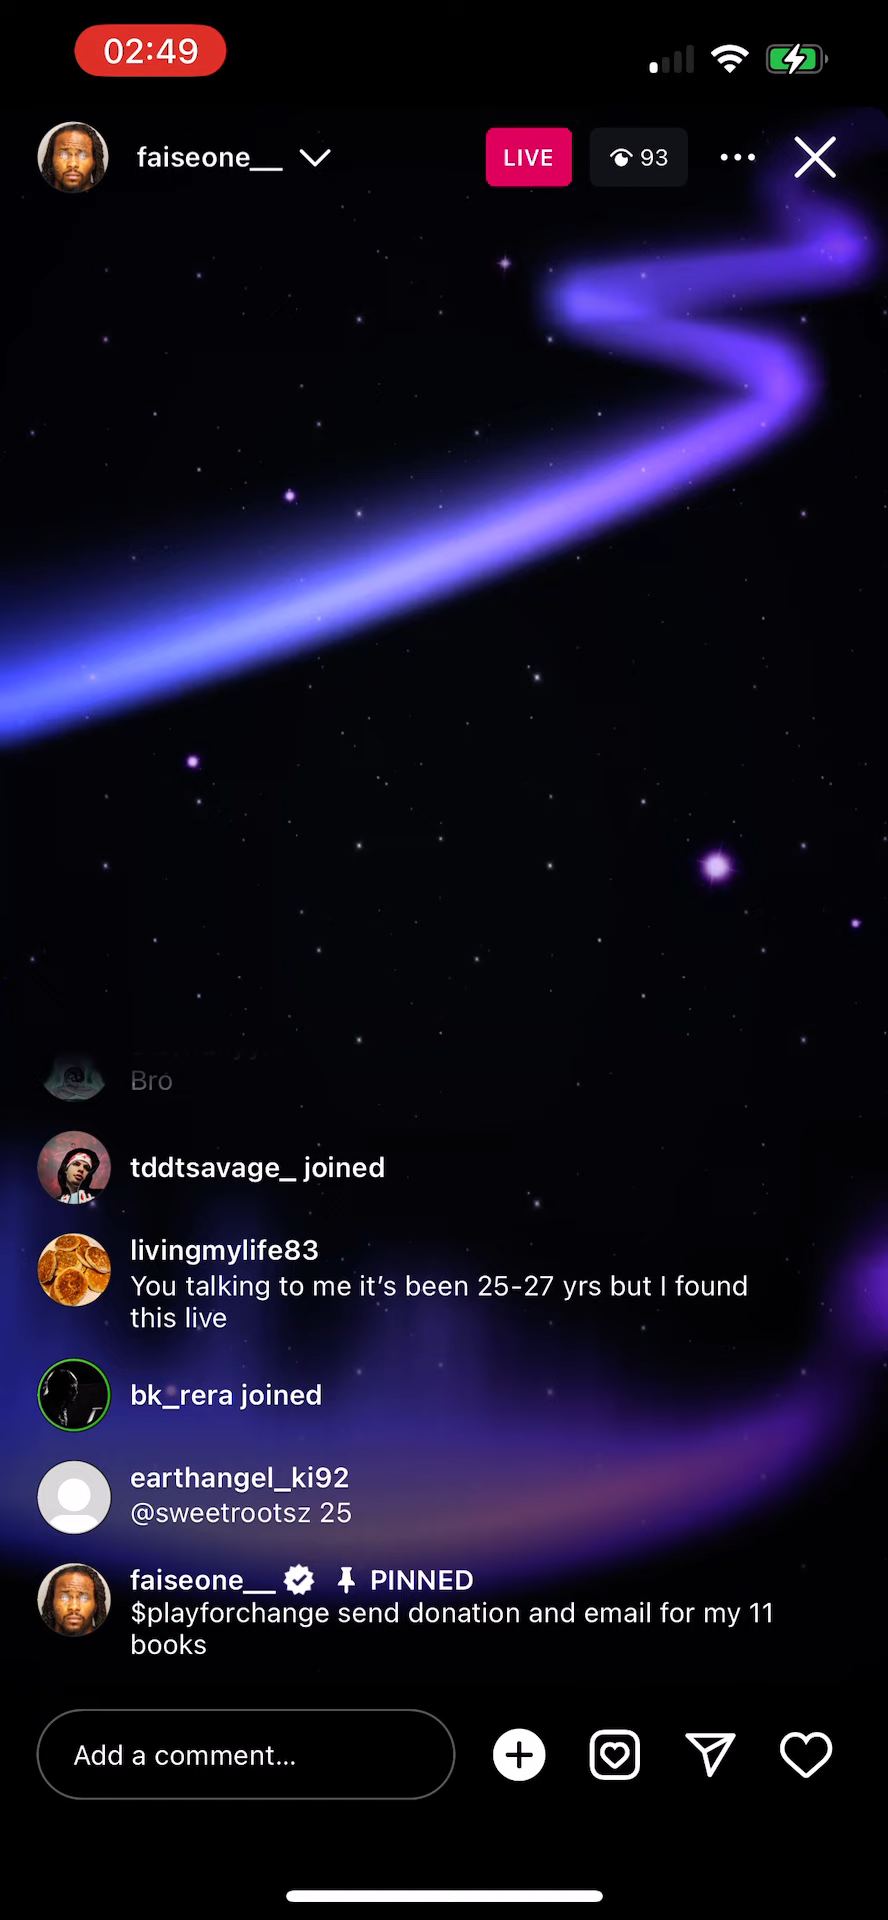 02:49
faiseone__
LIVE
93
Bro
tddtsavage_ joined
livingmylife83
You talking to me it’s been 25-27 yrs but I found
this live
bk_rera joined
earthangel_ki92
@sweetrootsz 25
faiseone__ PINNED
$playforchange send donation and email for my 11
books
Add a comment...